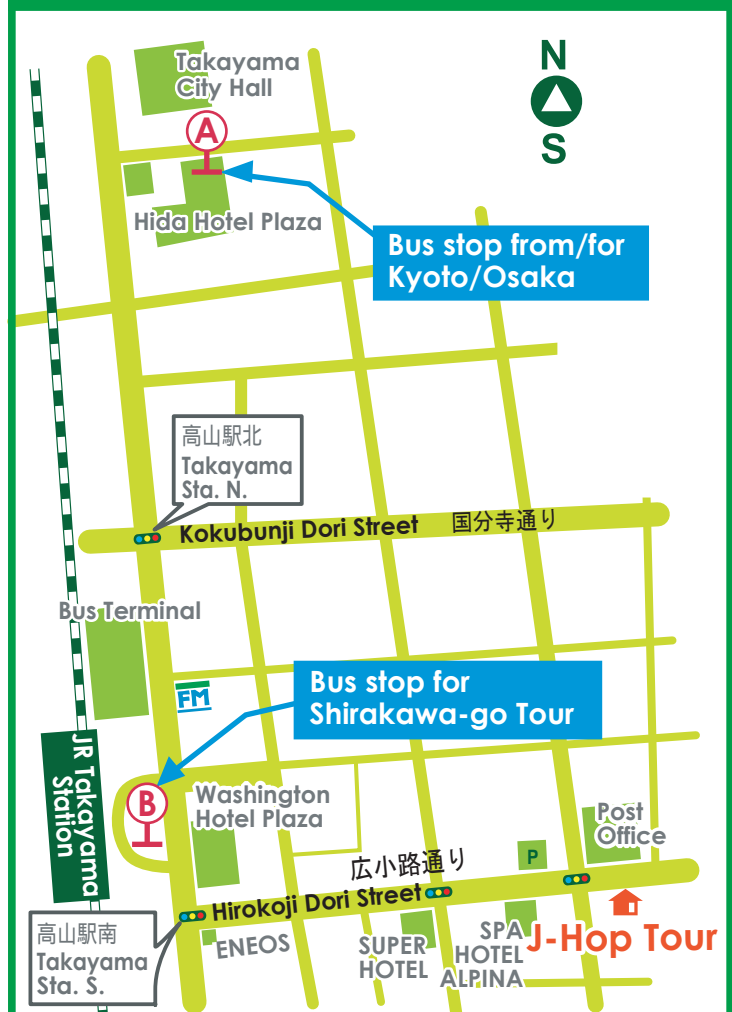 Takayama
City Hall
N
S
A
Hida Hotel Plaza
Bus stop from/for
Kyoto/Osaka
高山駅北
Takayama
Sta. N.
Kokubunji Dori Street
国分寺通り
Bus Terminal
FM
Bus stop for
Shirakawa-go Tour
JR Takayama
Station
B
Washington
Hotel Plaza
Post
Office
P
広小路通り
Hirokoji Dori Street
高山駅南
Takayama
Sta. S.
ENEOS
SUPER
HOTEL
SPA
HOTEL
ALPINA
J-Hop Tour